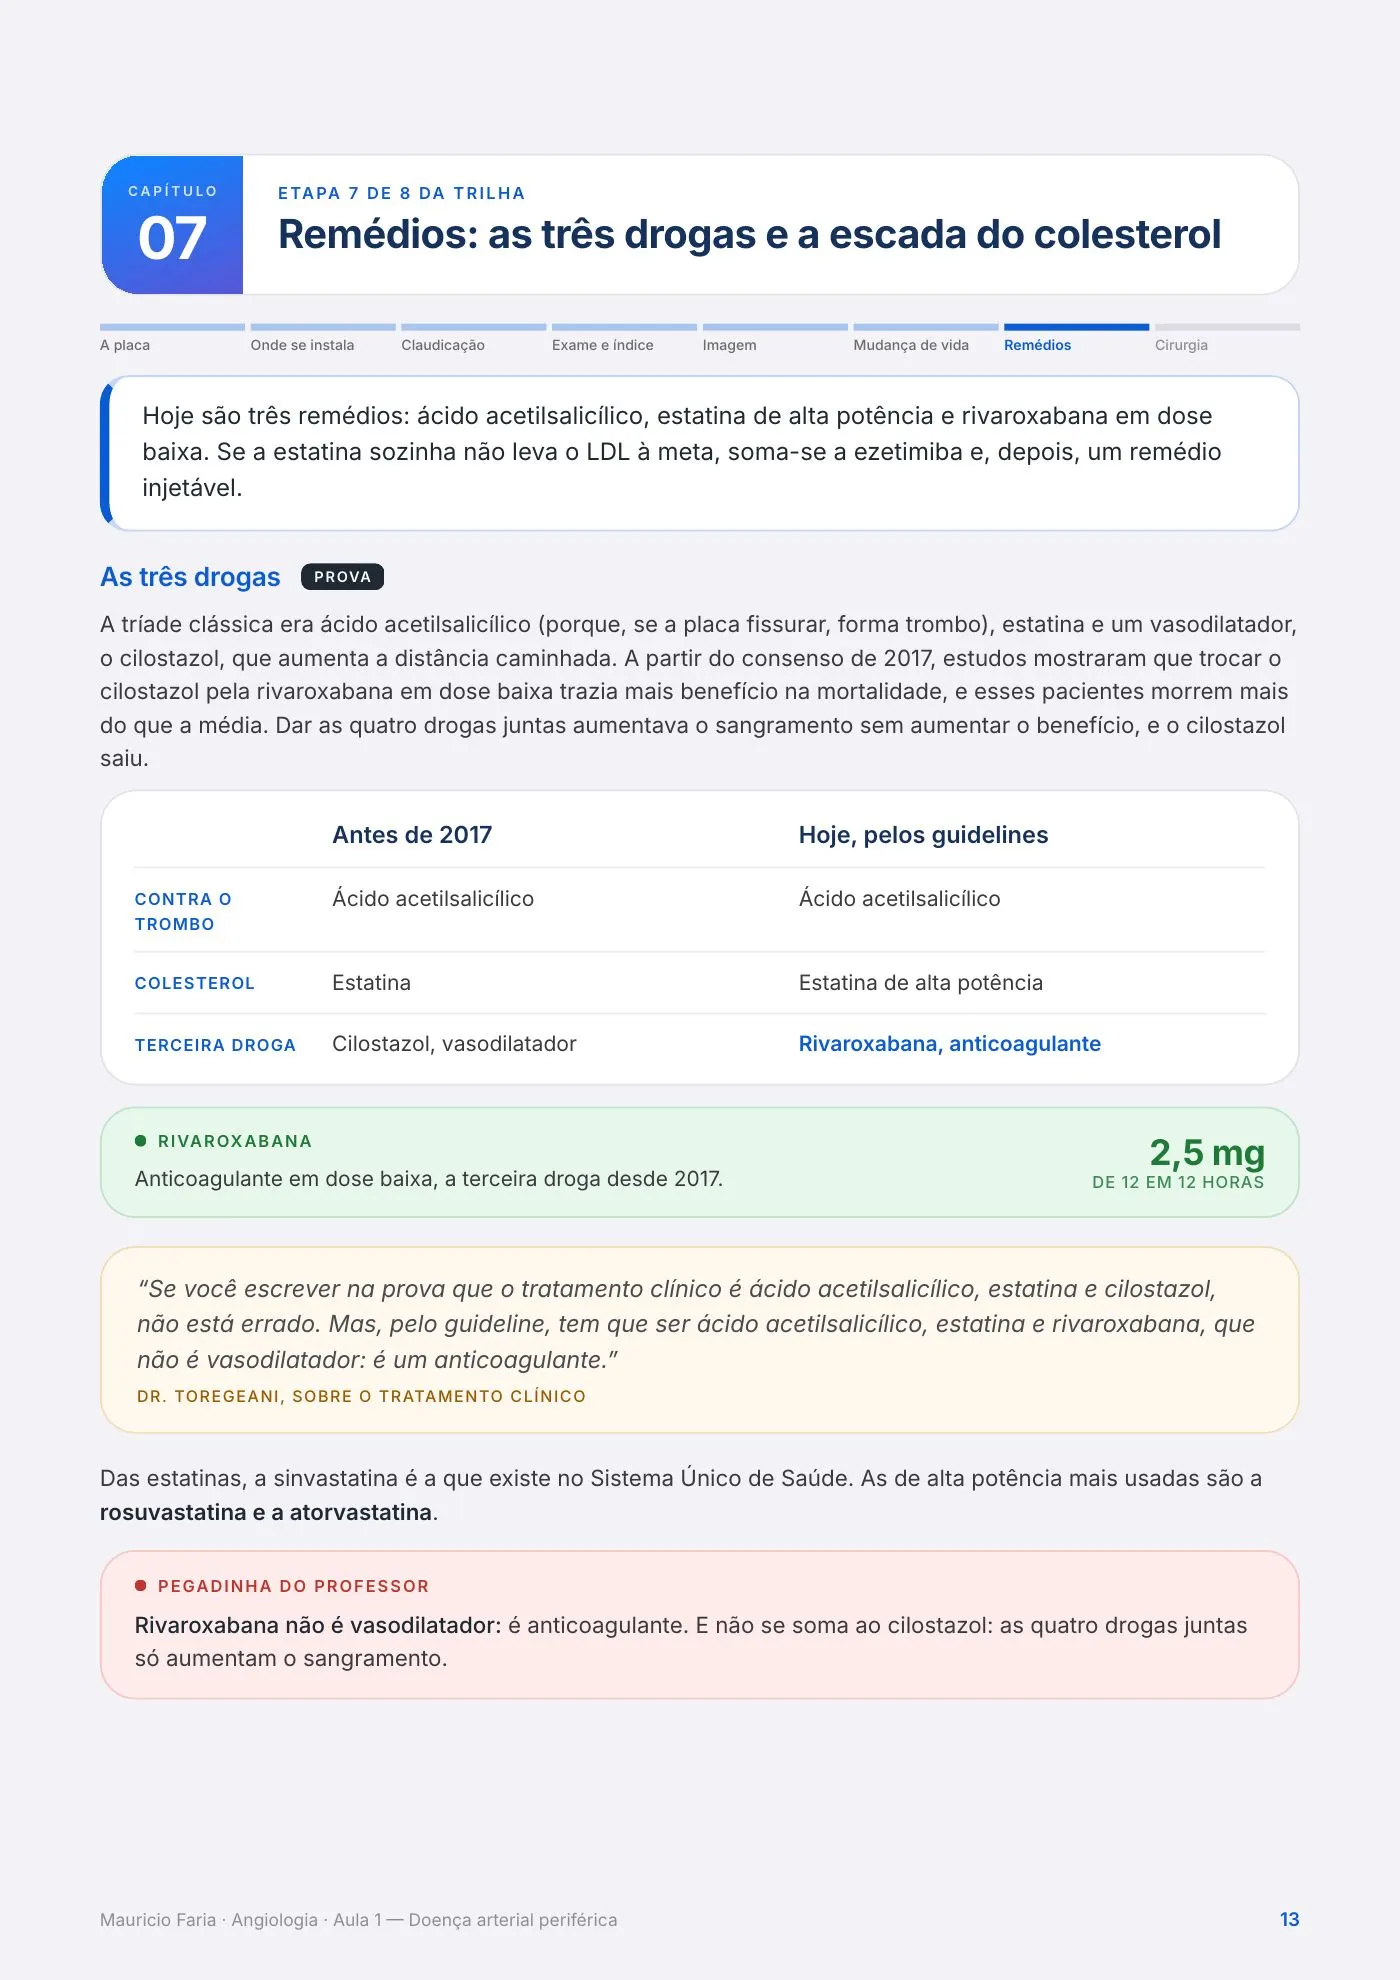 CAPÍTULO
07
ETAPA 7 DE 8 DA TRILHA
Remédios: as três drogas e a escada do colesterol
A placa
Onde se instala
Claudicação
Exame e índice
Imagem
Mudança de vida
Remédios
Cirurgia
Hoje são três remédios: ácido acetilsalicílico, estatina de alta potência e rivaroxabana em dose
baixa. Se a estatina sozinha não leva o LDL à meta, soma-se a ezetimiba e, depois, um remédio
injetável.
As três drogas PROVA
A tríade clássica era ácido acetilsalicílico (porque, se a placa fissurar, forma trombo), estatina e um vasodilatador,
o cilostazol, que aumenta a distância caminhada. A partir do consenso de 2017, estudos mostraram que trocar o
cilostazol pela rivaroxabana em dose baixa trazia mais benefício na mortalidade, e esses pacientes morrem mais
do que a média. Dar as quatro drogas juntas aumentava o sangramento sem aumentar o benefício, e o cilostazol
saiu.
Antes de 2017 Hoje, pelos guidelines
CONTRA O
TROMBO
Ácido acetilsalicílico Ácido acetilsalicílico
COLESTEROL Estatina Estatina de alta potência
TERCEIRA DROGA Cilostazol, vasodilatador Rivaroxabana, anticoagulante
RIVAROXABANA
Anticoagulante em dose baixa, a terceira droga desde 2017.
2,5 mg
DE 12 EM 12 HORAS
“Se você escrever na prova que o tratamento clínico é ácido acetilsalicílico, estatina e cilostazol,
não está errado. Mas, pelo guideline, tem que ser ácido acetilsalicílico, estatina e rivaroxabana, que
não é vasodilatador: é um anticoagulante.”
DR. TOREGEANI, SOBRE O TRATAMENTO CLÍNICO
Das estatinas, a sinvastatina é a que existe no Sistema Único de Saúde. As de alta potência mais usadas são a
rosuvastatina e a atorvastatina.
PEGADINHA DO PROFESSOR
Rivaroxabana não é vasodilatador: é anticoagulante. E não se soma ao cilostazol: as quatro drogas juntas
só aumentam o sangramento.
Mauricio Faria · Angiologia · Aula 1 — Doença arterial periférica
13